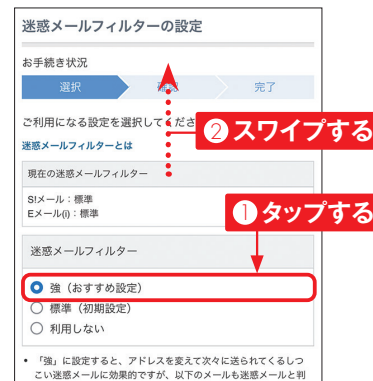 迷惑メールフィルターの設定
お手続き状況
選択
完了
ご利用になる設定を選択してくださ
② スワイプする
迷惑メールフィルターとは
現在の迷惑メールフィルター
S!メール：標準
Eメール(i)：標準
① タップする
迷惑メールフィルター
強（おすすめ設定）
標準（初期設定）
利用しない
• 「強」に設定すると、アドレスを変えて次々に送られてくるしつ
こい迷惑メールに効果的ですが、以下のメールも迷惑メールと判